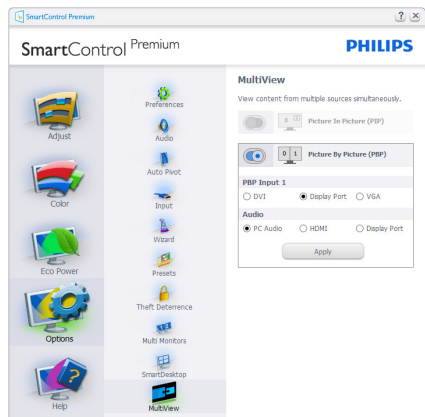 SmartControl Premium
? ×
SmartControl Premium
PHILIPS
Adjust
Color
Eco Power
Options
Help
Preferences
Audio
Auto Pivot
Input
Wizard
Presets
Theft Deterrence
Multi Monitors
SmartDesktop
MultiView
MultiView
View content from multiple sources simultaneously.
Picture In Picture (PIP)
0 1 Picture By Picture (PBP)
PBP Input 1
DVI Display Port VGA
Audio
PC Audio HDMI Display Port
Apply